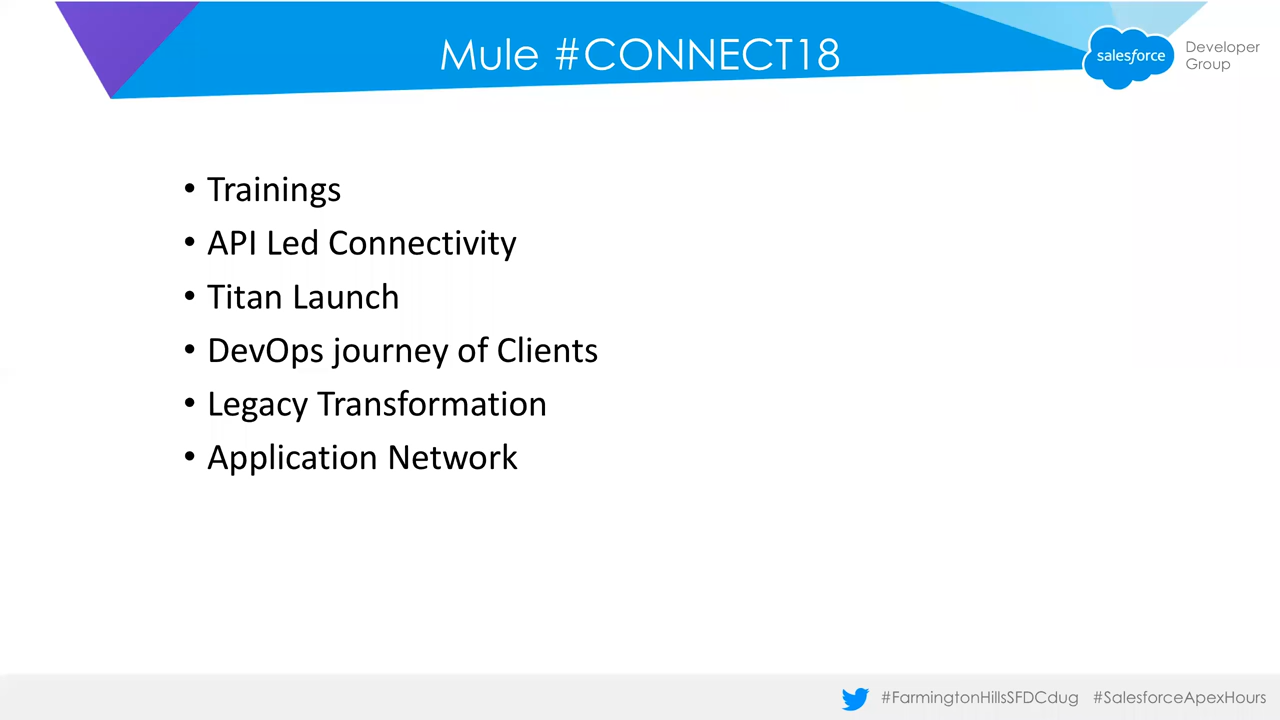 Mule #CONNECT18
salesforce
Developer
Group
• Trainings
• API Led Connectivity
• Titan Launch
• DevOps journey of Clients
• Legacy Transformation
• Application Network
#FarmingtonHillsSFDCdug #SalesforceApexHours